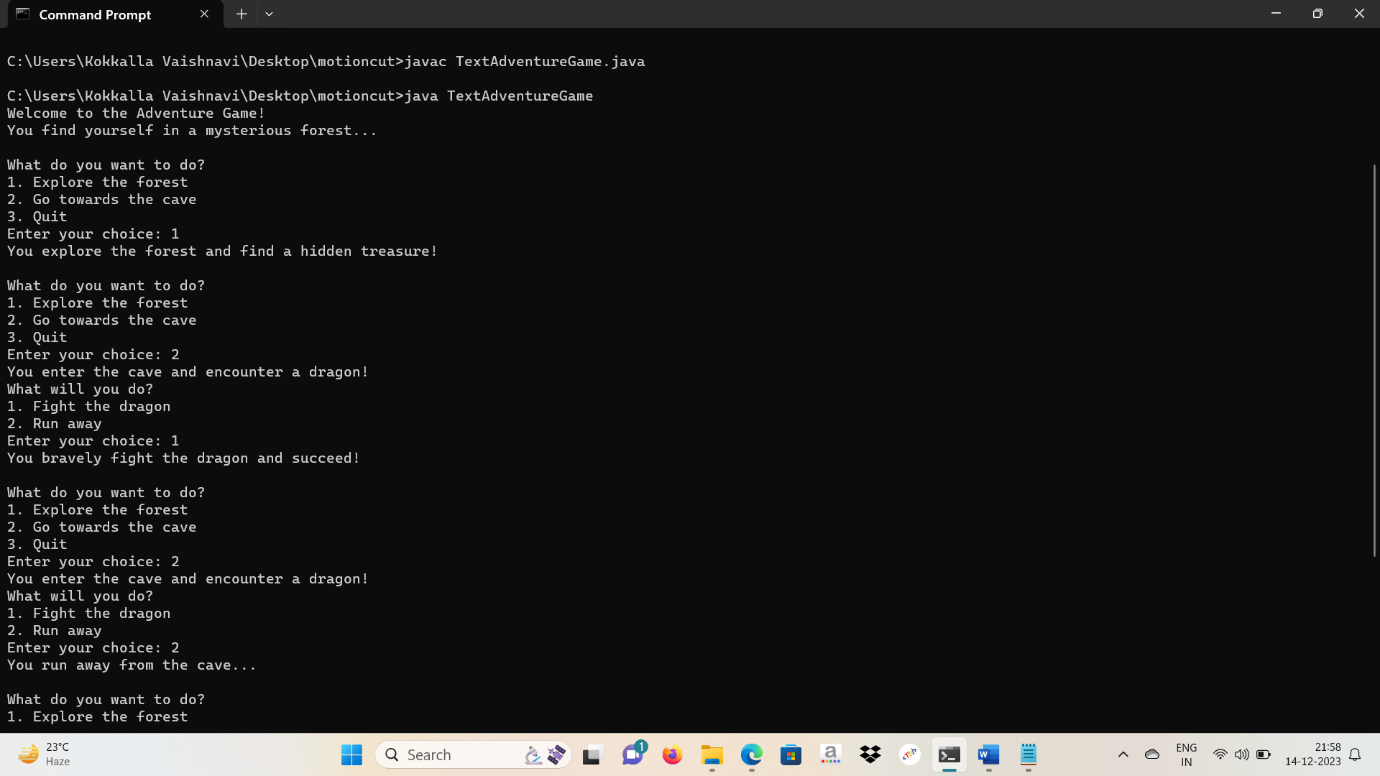 Command Prompt
C:\Users\Kokkalla Vaishnavi\Desktop\motioncut>javac TextAdventureGame.java
C:\Users\Kokkalla Vaishnavi\Desktop\motioncut>java TextAdventureGame
Welcome to the Adventure Game!
You find yourself in a mysterious forest...
What do you want to do?
1. Explore the forest
2. Go towards the cave
3. Quit
Enter your choice: 1
You explore the forest and find a hidden treasure!
What do you want to do?
1. Explore the forest
2. Go towards the cave
3. Quit
Enter your choice: 2
You enter the cave and encounter a dragon!
What will you do?
1. Fight the dragon
2. Run away
Enter your choice: 1
You bravely fight the dragon and succeed!
What do you want to do?
1. Explore the forest
2. Go towards the cave
3. Quit
Enter your choice: 2
You enter the cave and encounter a dragon!
What will you do?
1. Fight the dragon
2. Run away
Enter your choice: 2
You run away from the cave...
What do you want to do?
1. Explore the forest
23°C
Haze
Search
1
a
ENG
IN
21:58
14-12-2023